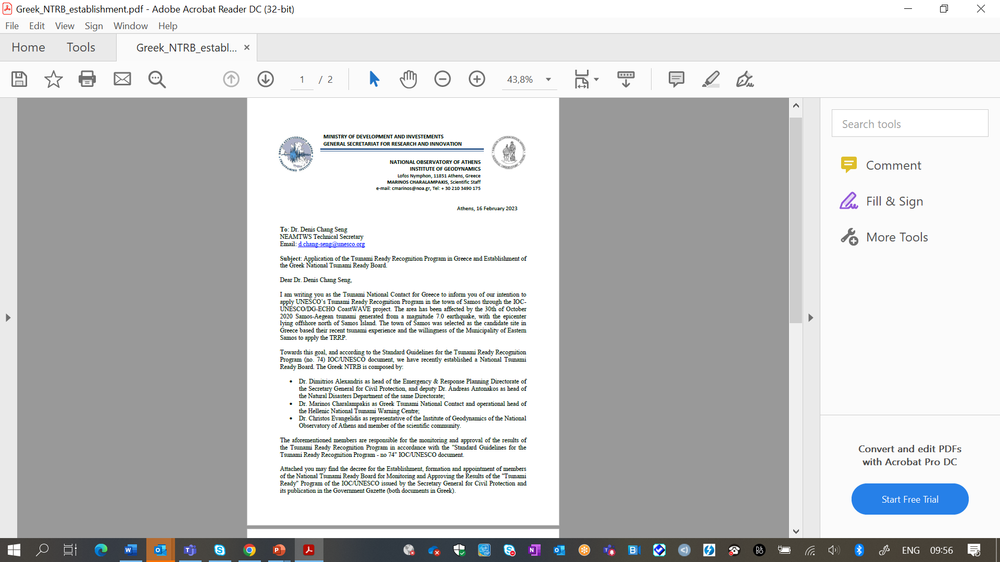 Greek_NTRB_establishment.pdf - Adobe Acrobat Reader DC (32-bit)
File Edit View Sign Window Help
Home Tools Greek_NTRB_establ... ×
1 / 2 43,8%
MINISTRY OF DEVELOPMENT AND INVESTEMENTS
GENERAL SECRETARIAT FOR RESEARCH AND INNOVATION
NATIONAL OBSERVATORY OF ATHENS
INSTITUTE OF GEODYNAMICS
Lofos Nymphon, 11851 Athens, Greece
MARINOS CHARALAMPAKIS, Scientific Staff
e-mail: cmarinos@noa.gr, Tel: + 30 210 3490 175
Athens, 16 February 2023
To: Dr. Denis Chang Seng
NEAMTWS Technical Secretary
Email: d.chang-seng@unesco.org
Subject: Application of the Tsunami Ready Recognition Program in Greece and Establishment of
the Greek National Tsunami Ready Board.
Dear Dr. Denis Chang Seng,
I am writing you as the Tsunami National Contact for Greece to inform you of our intention to
apply UNESCO's Tsunami Ready Recognition Program in the town of Samos through the IOC-
UNESCO/DG-ECHO CoastWAVE project. The area has been affected by the 30th of October
2020 Samos-Aegean tsunami generated from a magnitude 7.0 earthquake, with the epicenter
lying offshore north of Samos Island. The town of Samos was selected as the candidate site in
Greece based their recent tsunami experience and the willingness of the Municipality of Eastern
Samos to apply the TRRP.
Towards this goal, and according to the Standard Guidelines for the Tsunami Ready Recognition
Program (no. 74) IOC/UNESCO document, we have recently established a National Tsunami
Ready Board. The Greek NTRB is composed by:
• Dr. Dimitrios Alexandris as head of the Emergency & Response Planning Directorate of
the Secretary General for Civil Protection, and deputy Dr. Andreas Antonakos as head of
the Natural Disasters Department of the same Directorate;
• Dr. Marinos Charalampakis as Greek Tsunami National Contact and operational head of
the Hellenic National Tsunami Warning Centre;
• Dr. Christos Evangelidis as representative of the Institute of Geodynamics of the National
Observatory of Athens and member of the scientific community.
The aforementioned members are responsible for the monitoring and approval of the results of
the Tsunami Ready Recognition Program in accordance with the "Standard Guidelines for the
Tsunami Ready Recognition Program - no 74" IOC/UNESCO document.
Attached you may find the decree for the Establishment, formation and appointment of members
of the National Tsunami Ready Board for Monitoring and Approving the Results of the "Tsunami
Ready" Program of the IOC/UNESCO issued by the Secretary General for Civil Protection and
its publication in the Government Gazette (both documents in Greek).
Search tools
Comment
Fill & Sign
More Tools
Convert and edit PDFs
with Acrobat Pro DC
Start Free Trial
ENG 09:56